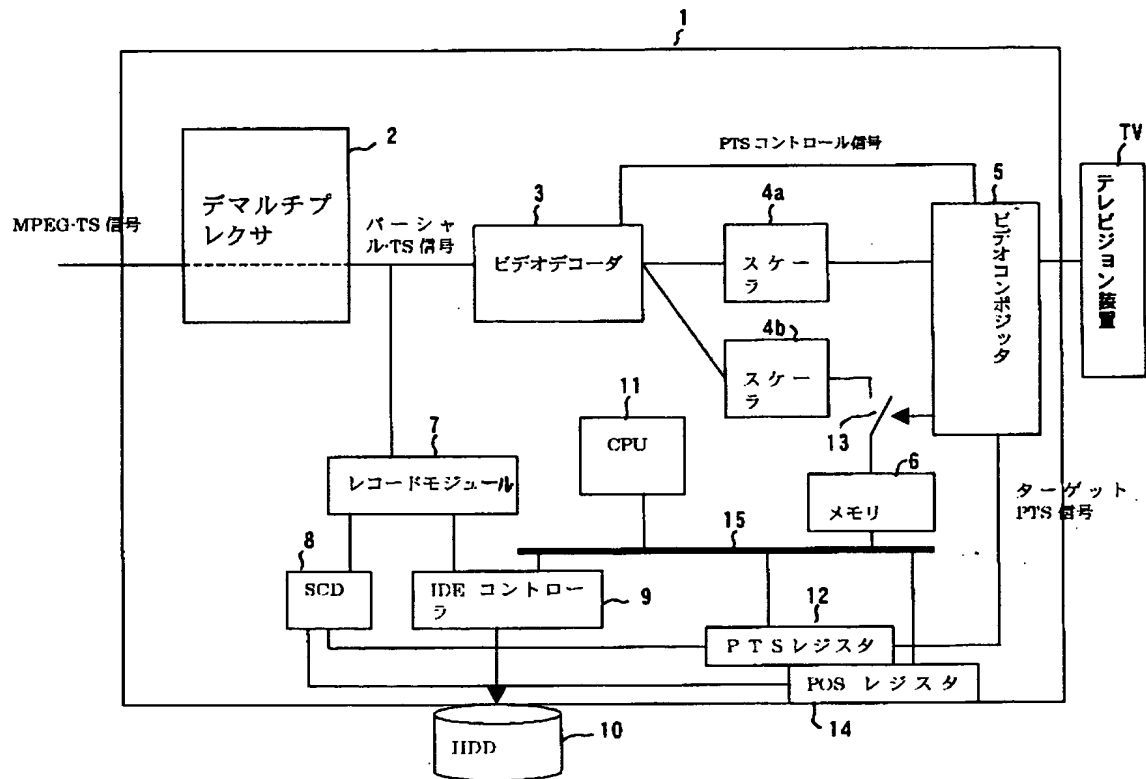 1
2
デマルチプ
レクサ
MPEG-TS 信号
パーシャ
ル・TS 信号
3
ビデオデコーダ
PTSコントロール信号
4a
スケーラ
4b
スケーラ
5
ビデオコンポジッタ
TV
テレビジョン装置
13
11
CPU
7
レコードモジュール
6
メモリ
ターゲット
PTS 信号
15
8
SCD
IDE コントロー
ラ
9
12
PTSレジスタ
POS レジスタ
14
HDD
10